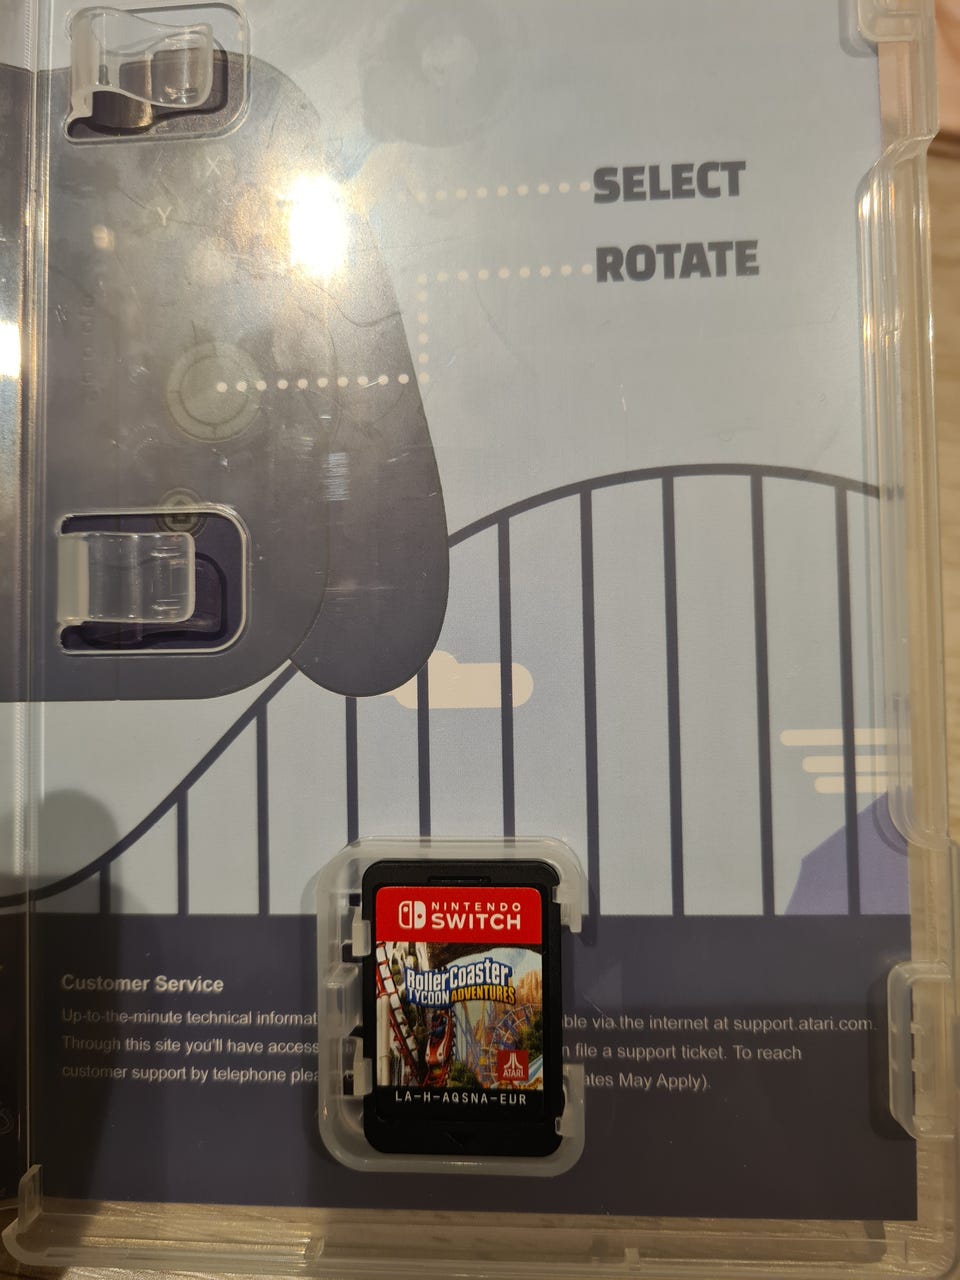 X
Y
SELECT
ROTATE
NINTENDO
SWITCH
RollerCoaster
TYCOON ADVENTURES
ATARI
LA-H-AQSNA-EUR
Customer Service
Up-to-the-minute technical informat ble via the internet at support.atari.com.
Through this site you'll have access n file a support ticket. To reach
customer support by telephone plea ates May Apply).